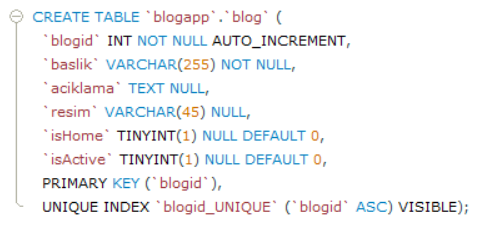 CREATE TABLE `blogapp`.`blog` (
`blogid` INT NOT NULL AUTO_INCREMENT,
`baslik` VARCHAR(255) NOT NULL,
`aciklama` TEXT NULL,
`resim` VARCHAR(45) NULL,
`isHome` TINYINT(1) NULL DEFAULT 0,
`isActive` TINYINT(1) NULL DEFAULT 0,
PRIMARY KEY (`blogid`),
UNIQUE INDEX `blogid_UNIQUE` (`blogid` ASC) VISIBLE);